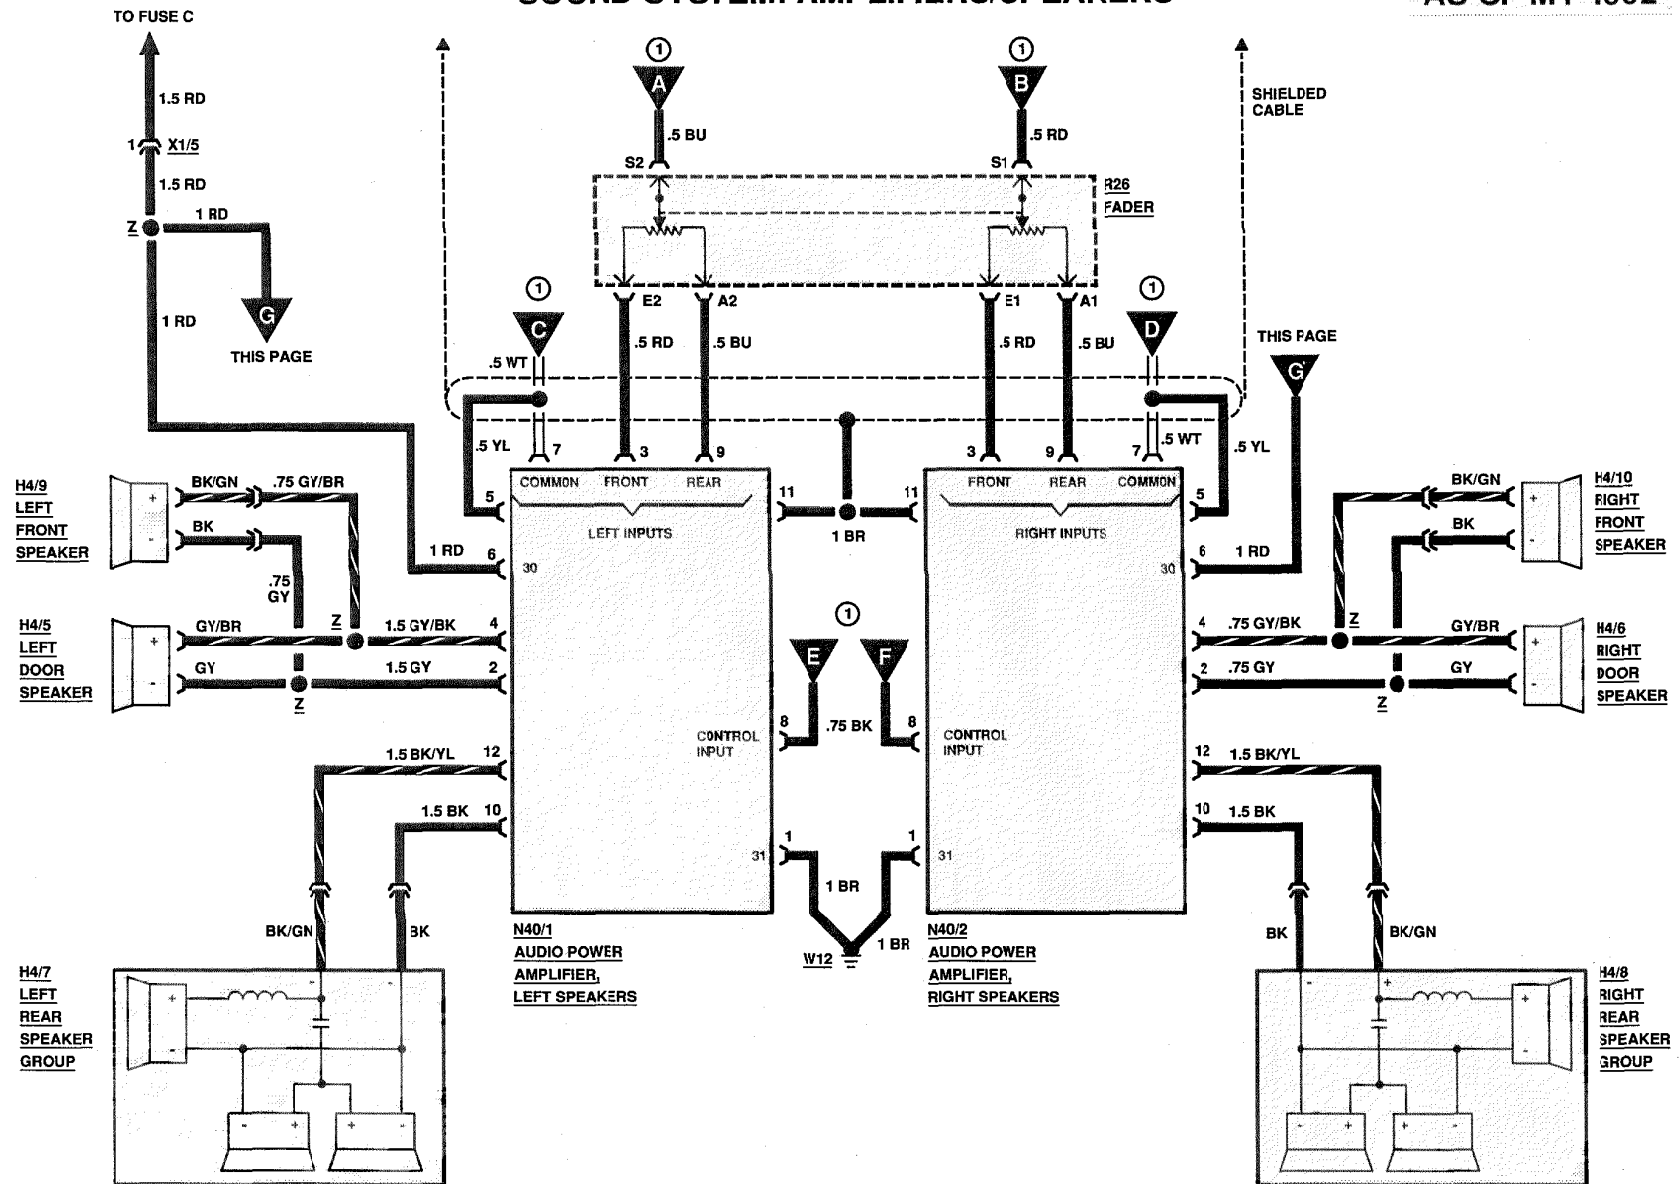 SOUND SYSTEM: AMPLIFIERS/SPEAKERS
AS OF MY 1992
TO FUSE C
1.5 RD
1
X1/5
1.5 RD
1 RD
Z
1 RD
G
THIS PAGE
1
A
.5 BU
S2
1
B
.5 RD
S1
SHIELDED
CABLE
R26
FADER
E2
A2
E1
A1
1
C
.5 WT
.5 RD
.5 BU
.5 RD
.5 BU
1
D
THIS PAGE
G
.5 YL
7
3
9
3
9
7
.5 WT
.5 YL
COMMON
FRONT
REAR
LEFT INPUTS
FRONT
REAR
COMMON
RIGHT INPUTS
5
11
11
5
1 BR
H4/9
LEFT
FRONT
SPEAKER
+
-
BK/GN
.75 GY/BR
BK
.75
GY
1 RD
6
30
30
6
1 RD
BK/GN
BK
+
-
H4/10
RIGHT
FRONT
SPEAKER
H4/5
LEFT
DOOR
SPEAKER
+
-
GY/BR
Z
1.5 GY/BK
4
GY
Z
1.5 GY
2
1
E
F
4
.75 GY/BK
Z
GY/BR
2
.75 GY
Z
GY
+
-
H4/6
RIGHT
DOOR
SPEAKER
CONTROL
INPUT
8
.75 BK
8
CONTROL
INPUT
1.5 BK/YL
12
1.5 BK
10
12
1.5 BK/YL
10
1.5 BK
31
1
1 BR
1
31
1 BR
W12
N40/1
AUDIO POWER
AMPLIFIER,
LEFT SPEAKERS
N40/2
AUDIO POWER
AMPLIFIER,
RIGHT SPEAKERS
BK/GN
BK
BK
BK/GN
H4/7
LEFT
REAR
SPEAKER
GROUP
-
-
+
-
-
+
+
-
-
+
+
-
-
+
+
-
H4/8
RIGHT
REAR
SPEAKER
GROUP